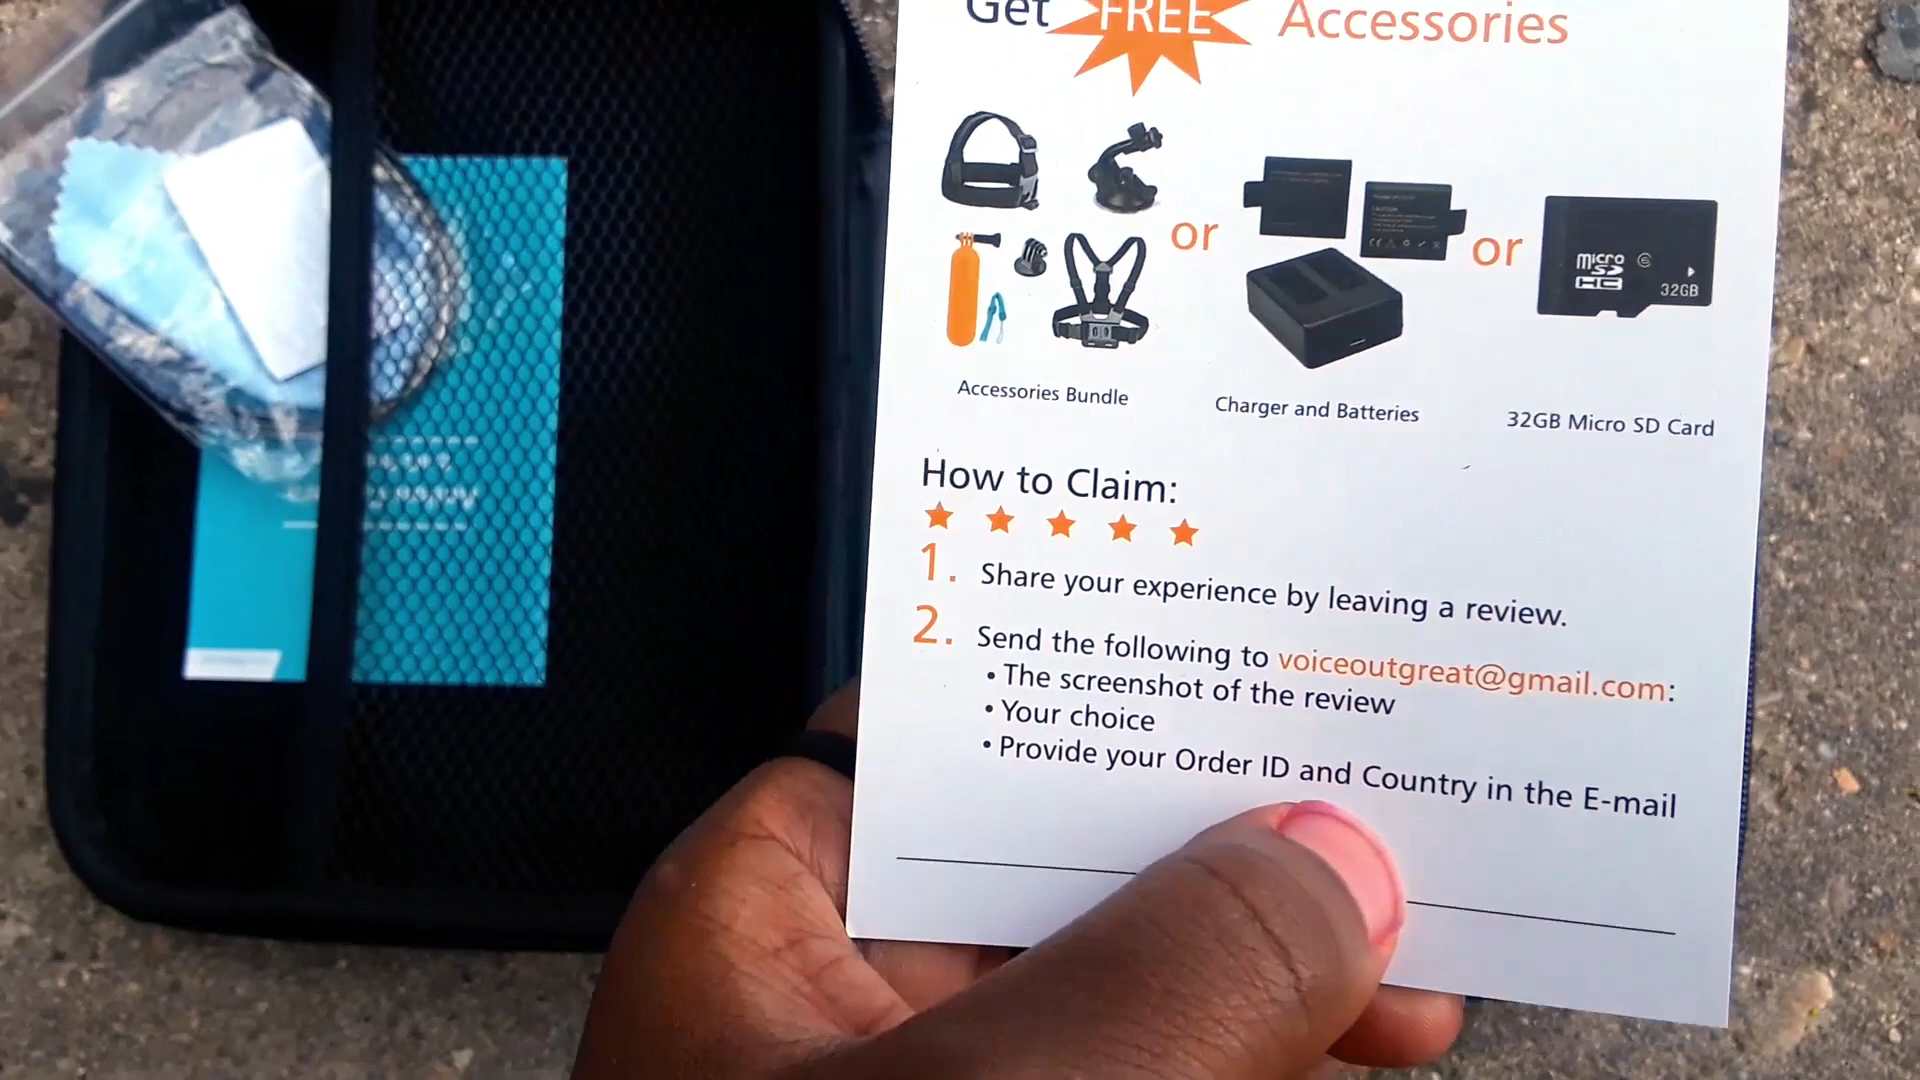 Get FREE Accessories
or
or
micro
SD
HC
32GB
Accessories Bundle
Charger and Batteries
32GB Micro SD Card
How to Claim:
1. Share your experience by leaving a review.
2. Send the following to voiceoutgreat@gmail.com:
• The screenshot of the review
• Your choice
• Provide your Order ID and Country in the E-mail